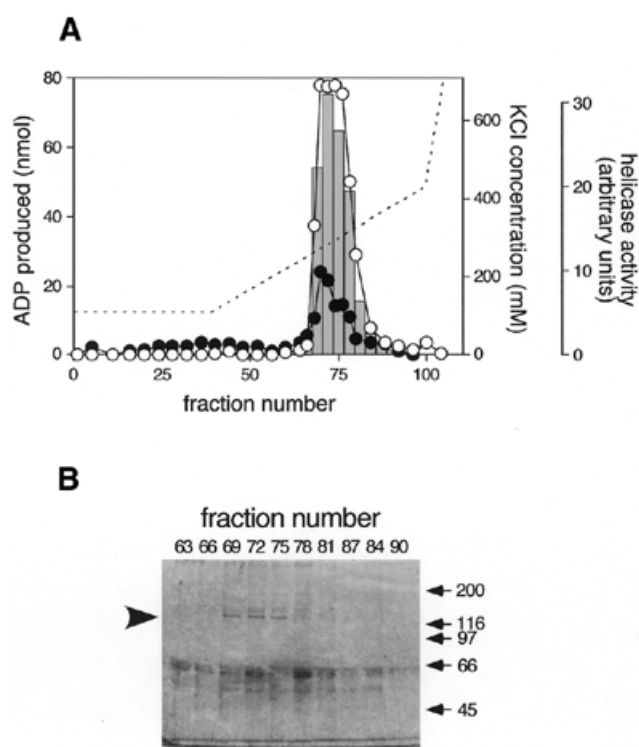 A
ADP produced (nmol)
80
60
40
20
0
0 25 50 75 100
fraction number
600
400
200
0
KCl concentration (mM)
30
20
10
0
helicase activity
(arbitrary units)
B
fraction number
63 66 69 72 75 78 81 87 84 90
200
116
97
66
45